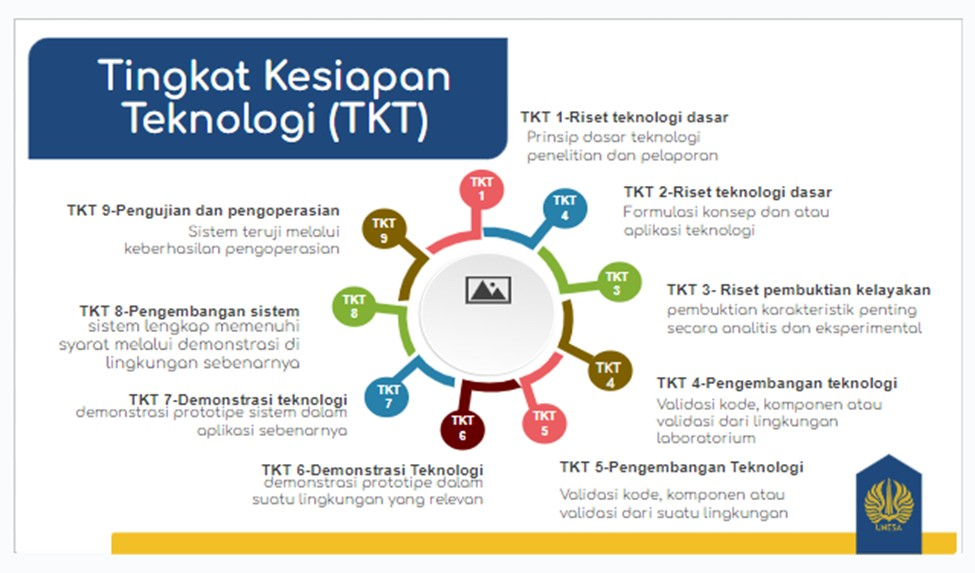 Tingkat Kesiapan
Teknologi (TKT)
TKT 1-Riset teknologi dasar
Prinsip dasar teknologi
penelitian dan pelaporan
TKT 2-Riset teknologi dasar
Formulasi konsep dan atau
aplikasi teknologi
TKT 3- Riset pembuktian kelayakan
pembuktian karakteristik penting
secara analitis dan eksperimental
TKT 4-Pengembangan teknologi
Validasi kode, komponen atau
validasi dari lingkungan
laboratorium
TKT 5-Pengembangan Teknologi
Validasi kode, komponen atau
validasi dari suatu lingkungan
TKT 6-Demonstrasi Teknologi
demonstrasi prototipe dalam
suatu lingkungan yang relevan
TKT 7-Demonstrasi teknologi
demonstrasi prototipe sistem dalam
aplikasi sebenarnya
TKT 8-Pengembangan sistem
sistem lengkap memenuhi
syarat melalui demonstrasi di
lingkungan sebenarnya
TKT 9-Pengujian dan pengoperasian
Sistem teruji melalui
keberhasilan pengoperasian
TKT
1
TKT
4
TKT
3
TKT
4
TKT
5
TKT
6
TKT
7
TKT
8
TKT
9
UNESA